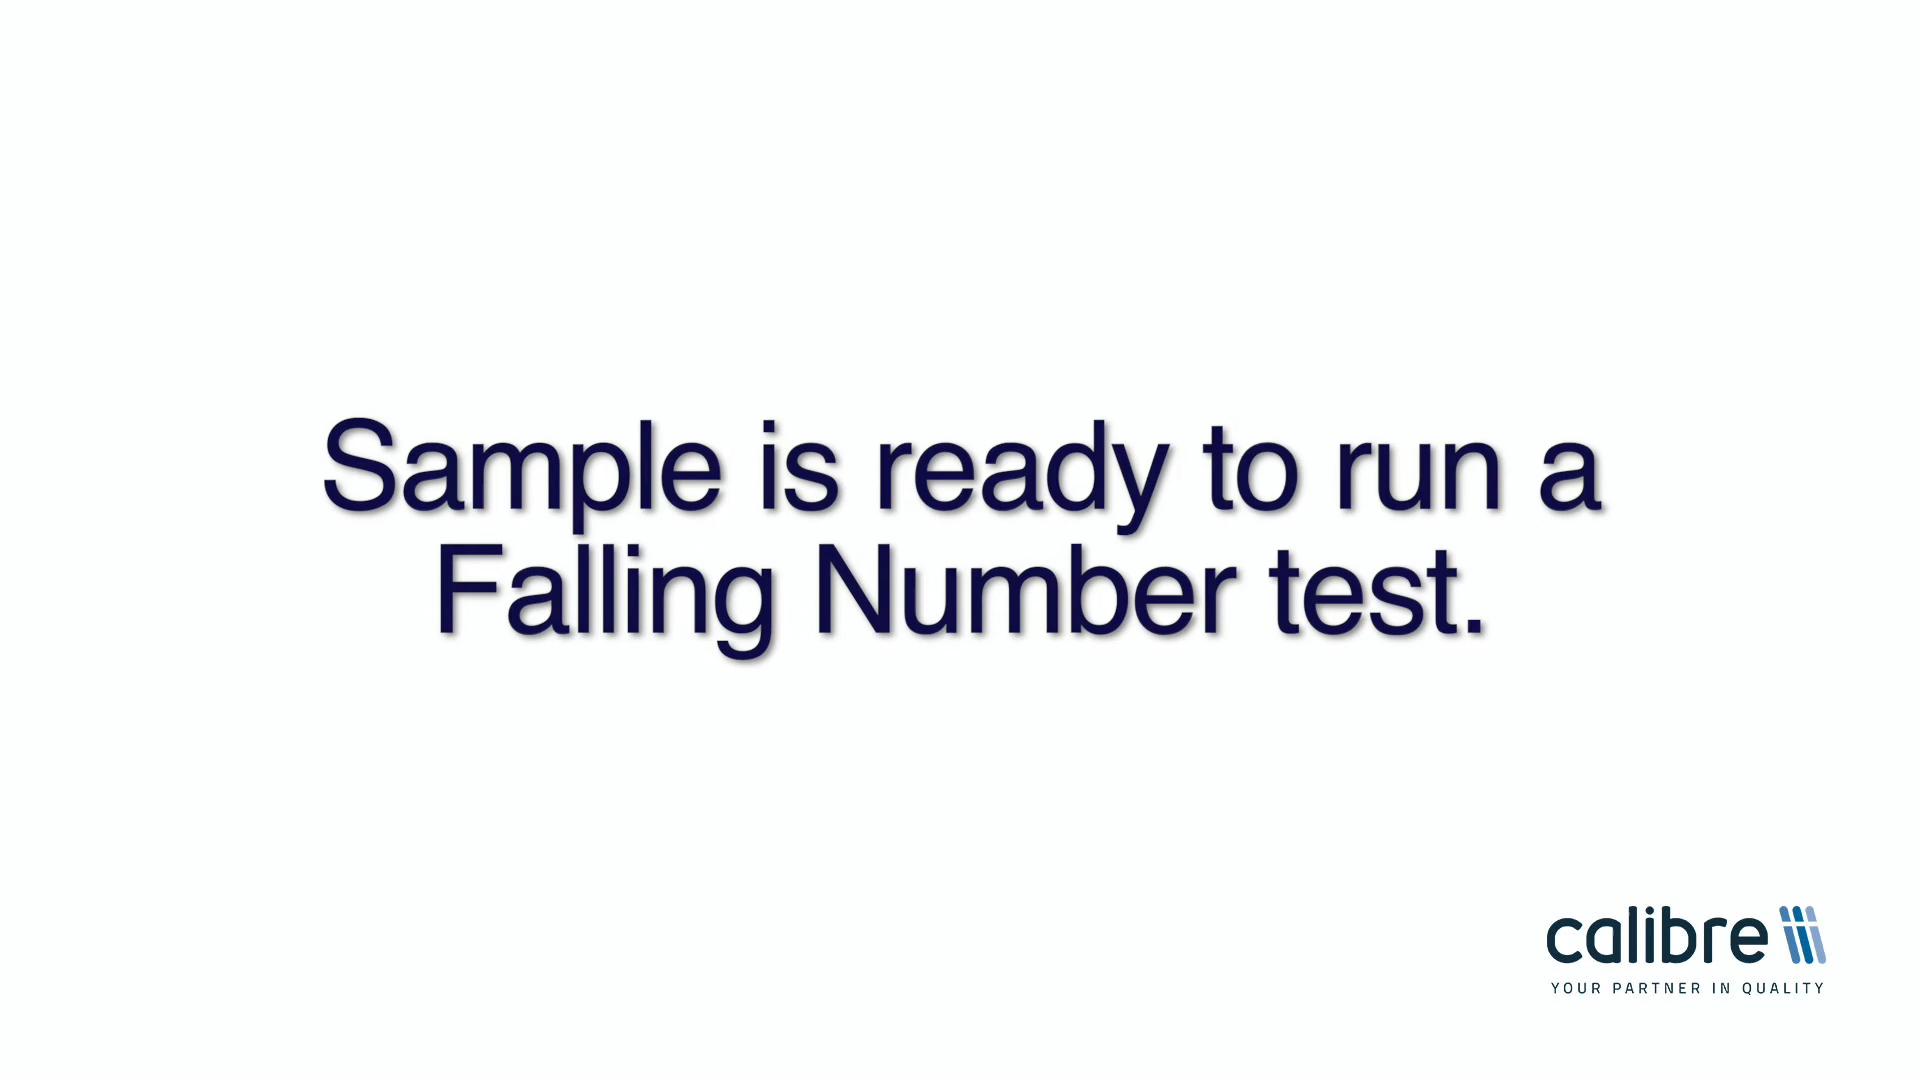 Sample is ready to run a
Falling Number test.
calibre
YOUR PARTNER IN QUALITY